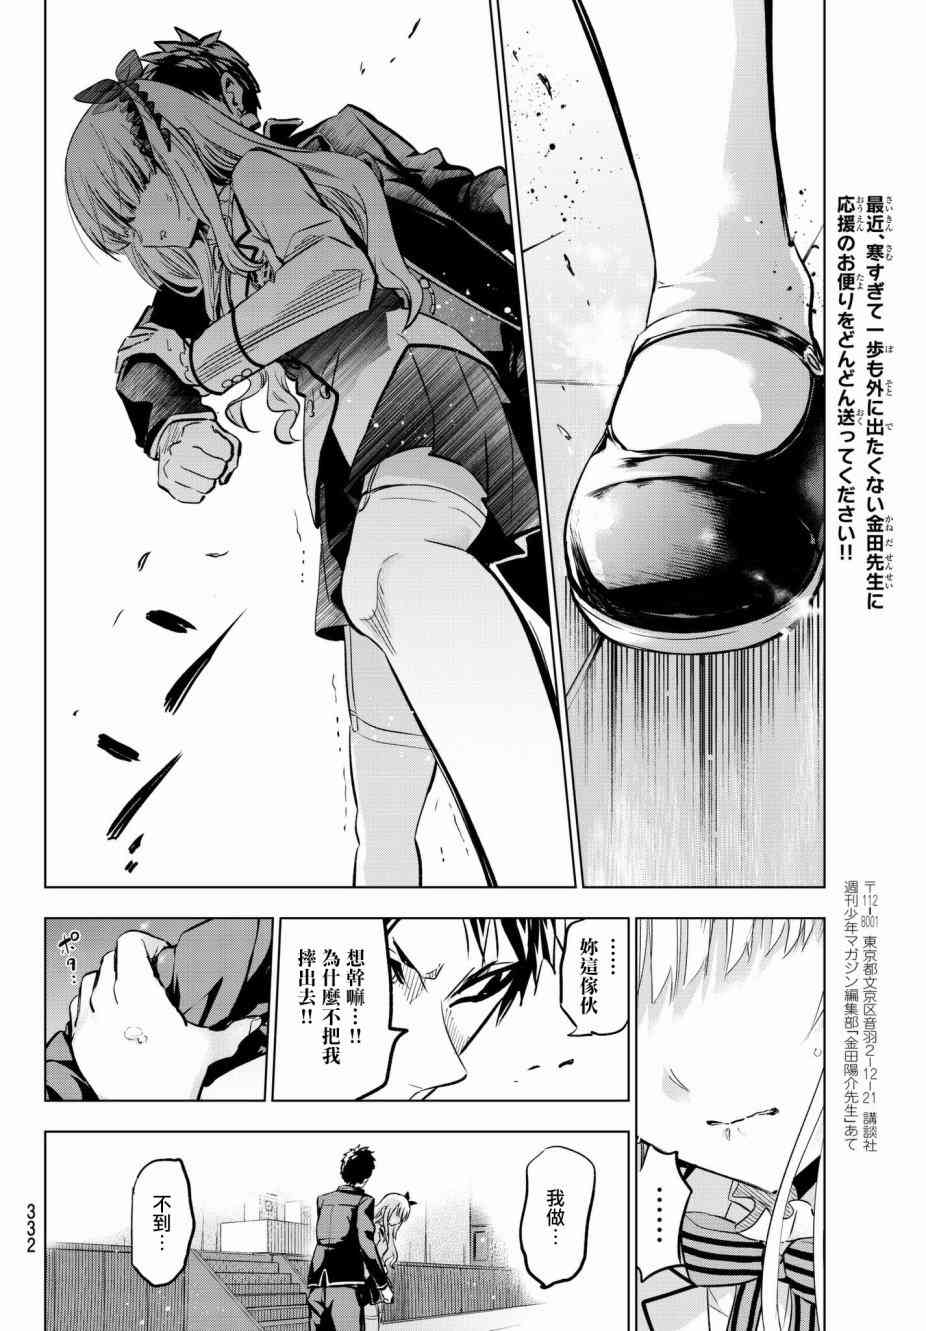 最近、寒すぎて一歩も外に出たくない金田先生に
応援のお便りをどんどん送ってください!!
〒112-8001 東京都文京区音羽2-12-21 講談社
週刊少年マガジン編集部「金田陽介先生」あて
……
……
妳這傢伙
想幹嘛…!!
為什麼不把我
摔出去!!
ポタ…
我做…
不到…
332